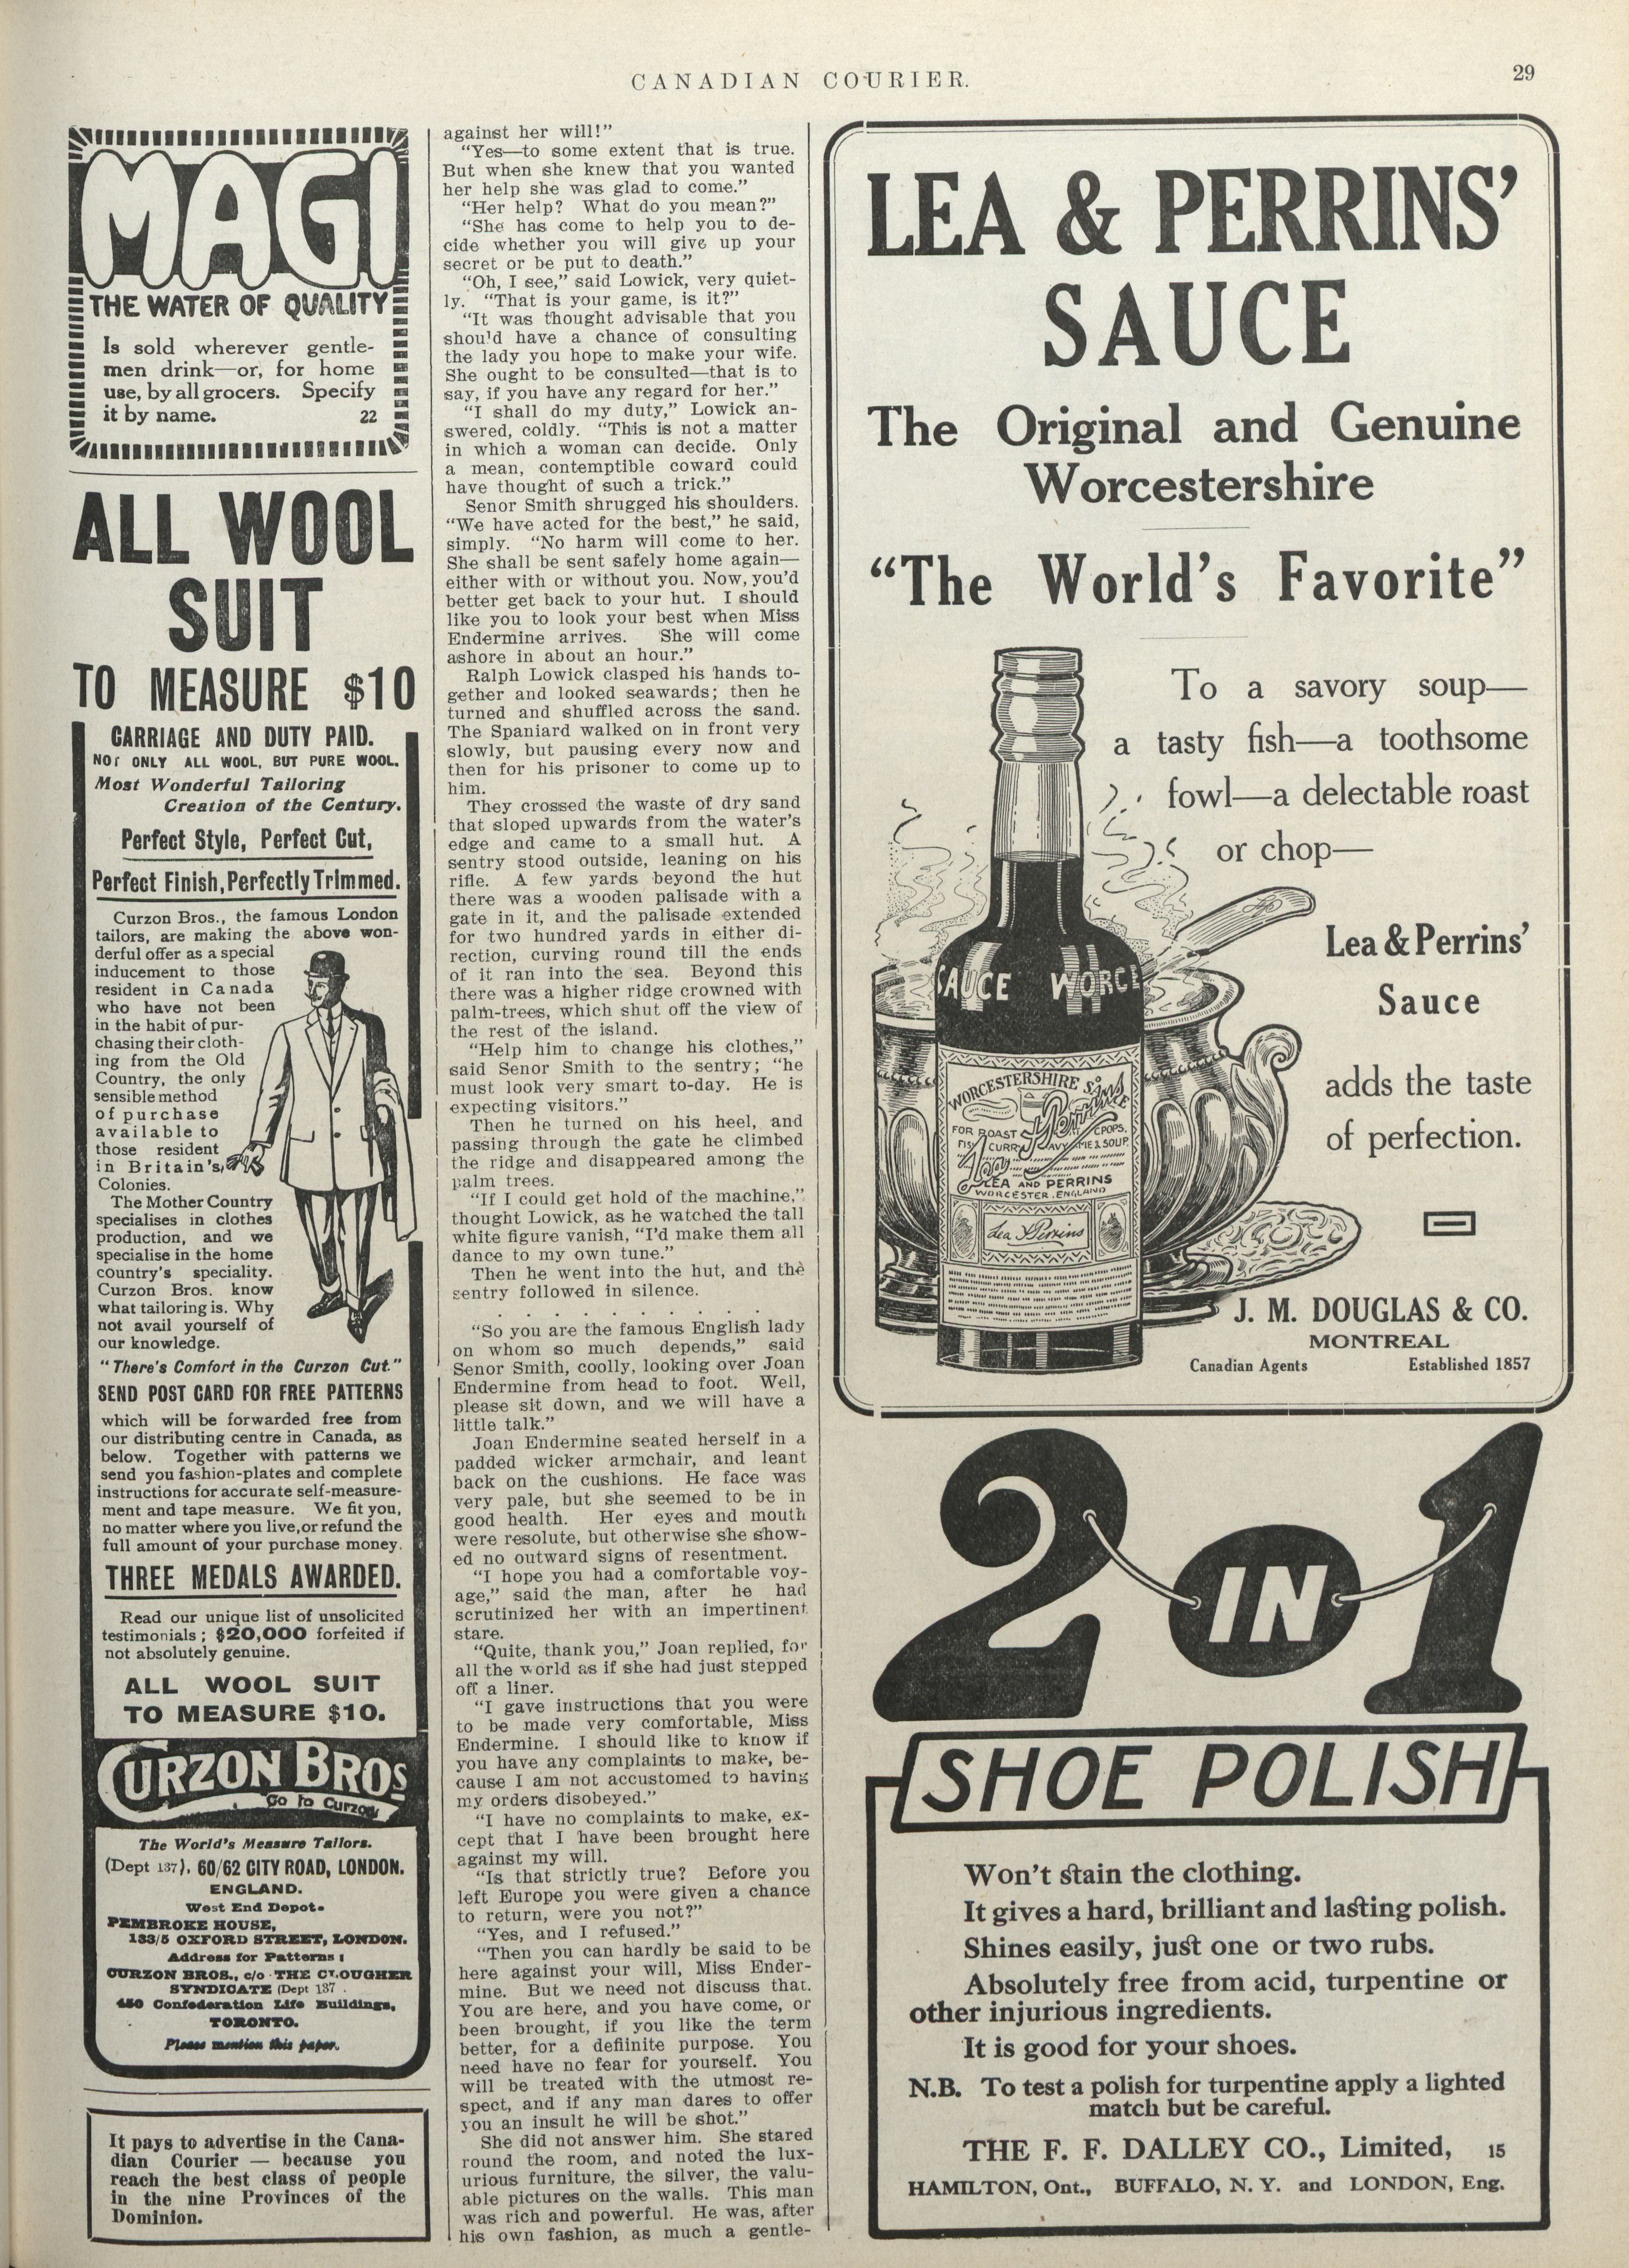 CANADIAN COURIER.
29
MAGI
THE WATER OF QUALITY
Is sold wherever gentle-
men drink—or, for home
use, by all grocers. Specify
it by name. 22
ALL WOOL
SUIT
TO MEASURE $10
CARRIAGE AND DUTY PAID.
NOT ONLY ALL WOOL, BUT PURE WOOL.
Most Wonderful Tailoring
Creation of the Century.
Perfect Style, Perfect Cut,
Perfect Finish, Perfectly Trimmed.
Curzon Bros., the famous London
tailors, are making the above won-
derful offer as a special
inducement to those
resident in Canada
who have not been
in the habit of pur-
chasing their cloth-
ing from the Old
Country, the only
sensible method
of purchase
available to
those resident
in Britain's
Colonies.
The Mother Country
specialises in clothes
production, and we
specialise in the home
country's speciality.
Curzon Bros. know
what tailoring is. Why
not avail yourself of
our knowledge.
"There's Comfort in the Curzon Cut."
SEND POST CARD FOR FREE PATTERNS
which will be forwarded free from
our distributing centre in Canada, as
below. Together with patterns we
send you fashion-plates and complete
instructions for accurate self-measure-
ment and tape measure. We fit you,
no matter where you live, or refund the
full amount of your purchase money.
THREE MEDALS AWARDED.
Read our unique list of unsolicited
testimonials; $20,000 forfeited if
not absolutely genuine.
ALL WOOL SUIT
TO MEASURE $10.
CURZON BROS
Go to Curzons
The World's Measure Tailors.
(Dept 137), 60/62 CITY ROAD, LONDON.
ENGLAND.
West End Depot.
PEMBROKE HOUSE,
133/5 OXFORD STREET, LONDON.
Address for Patterns:
CURZON BROS., c/o THE CLOUGHER
SYNDICATE (Dept 137.
450 Confederation Life Buildings,
TORONTO.
Please mention this paper.
It pays to advertise in the Cana-
dian Courier — because you
reach the best class of people
in the nine Provinces of the
Dominion.
against her will!"
"Yes—to some extent that is true.
But when she knew that you wanted
her help she was glad to come."
"Her help? What do you mean?"
"She has come to help you to de-
cide whether you will give up your
secret or be put to death."
"Oh, I see," said Lowick, very quiet-
ly. "That is your game, is it?"
"It was thought advisable that you
shou'd have a chance of consulting
the lady you hope to make your wife.
She ought to be consulted—that is to
say, if you have any regard for her."
"I shall do my duty," Lowick an-
swered, coldly. "This is not a matter
in which a woman can decide. Only
a mean, contemptible coward could
have thought of such a trick."
Senor Smith shrugged his shoulders.
"We have acted for the best," he said,
simply. "No harm will come to her.
She shall be sent safely home again—
either with or without you. Now, you'd
better get back to your hut. I should
like you to look your best when Miss
Endermine arrives. She will come
ashore in about an hour."
Ralph Lowick clasped his hands to-
gether and looked seawards; then he
turned and shuffled across the sand.
The Spaniard walked on in front very
slowly, but pausing every now and
then for his prisoner to come up to
him.
They crossed the waste of dry sand
that sloped upwards from the water's
edge and came to a small hut. A
sentry stood outside, leaning on his
rifle. A few yards beyond the hut
there was a wooden palisade with a
gate in it, and the palisade extended
for two hundred yards in either di-
rection, curving round till the ends
of it ran into the sea. Beyond this
there was a higher ridge crowned with
palm-trees, which shut off the view of
the rest of the island.
"Help him to change his clothes,"
said Senor Smith to the sentry; "he
must look very smart to-day. He is
expecting visitors."
Then he turned on his heel, and
passing through the gate he climbed
the ridge and disappeared among the
palm trees.
"If I could get hold of the machine,"
thought Lowick, as he watched the tall
white figure vanish, "I'd make them all
dance to my own tune."
Then he went into the hut, and the
sentry followed in silence.
. . . . . . . . . .
"So you are the famous English lady
on whom so much depends," said
Senor Smith, coolly, looking over Joan
Endermine from head to foot. Well,
please sit down, and we will have a
little talk."
Joan Endermine seated herself in a
padded wicker armchair, and leant
back on the cushions. He face was
very pale, but she seemed to be in
good health. Her eyes and mouth
were resolute, but otherwise she show-
ed no outward signs of resentment.
"I hope you had a comfortable voy-
age," said the man, after he had
scrutinized her with an impertinent
stare.
"Quite, thank you," Joan replied, for
all the world as if she had just stepped
off a liner.
"I gave instructions that you were
to be made very comfortable, Miss
Endermine. I should like to know if
you have any complaints to make, be-
cause I am not accustomed to having
my orders disobeyed."
"I have no complaints to make, ex-
cept that I have been brought here
against my will.
"Is that strictly true? Before you
left Europe you were given a chance
to return, were you not?"
"Yes, and I refused."
"Then you can hardly be said to be
here against your will, Miss Ender-
mine. But we need not discuss that.
You are here, and you have come, or
been brought, if you like the term
better, for a defiinite purpose. You
need have no fear for yourself. You
will be treated with the utmost re-
spect, and if any man dares to offer
you an insult he will be shot."
She did not answer him. She stared
round the room, and noted the lux-
urious furniture, the silver, the valu-
able pictures on the walls. This man
was rich and powerful. He was, after
his own fashion, as much a gentle-
LEA & PERRINS'
SAUCE
The Original and Genuine
Worcestershire
"The World's Favorite"
To a savory soup—
a tasty fish—a toothsome
fowl—a delectable roast
or chop—
Lea & Perrins'
Sauce
adds the taste
of perfection.
SAUCE WORCE
WORCESTERSHIRE
LEA AND PERRINS
WORCESTER, ENGLAND
Lea & Perrins
J. M. DOUGLAS & CO.
MONTREAL
Canadian Agents Established 1857
2 IN 1
SHOE POLISH
Won't stain the clothing.
It gives a hard, brilliant and lasting polish.
Shines easily, just one or two rubs.
Absolutely free from acid, turpentine or
other injurious ingredients.
It is good for your shoes.
N.B. To test a polish for turpentine apply a lighted
match but be careful.
THE F. F. DALLEY CO., Limited, 15
HAMILTON, Ont., BUFFALO, N. Y. and LONDON, Eng.